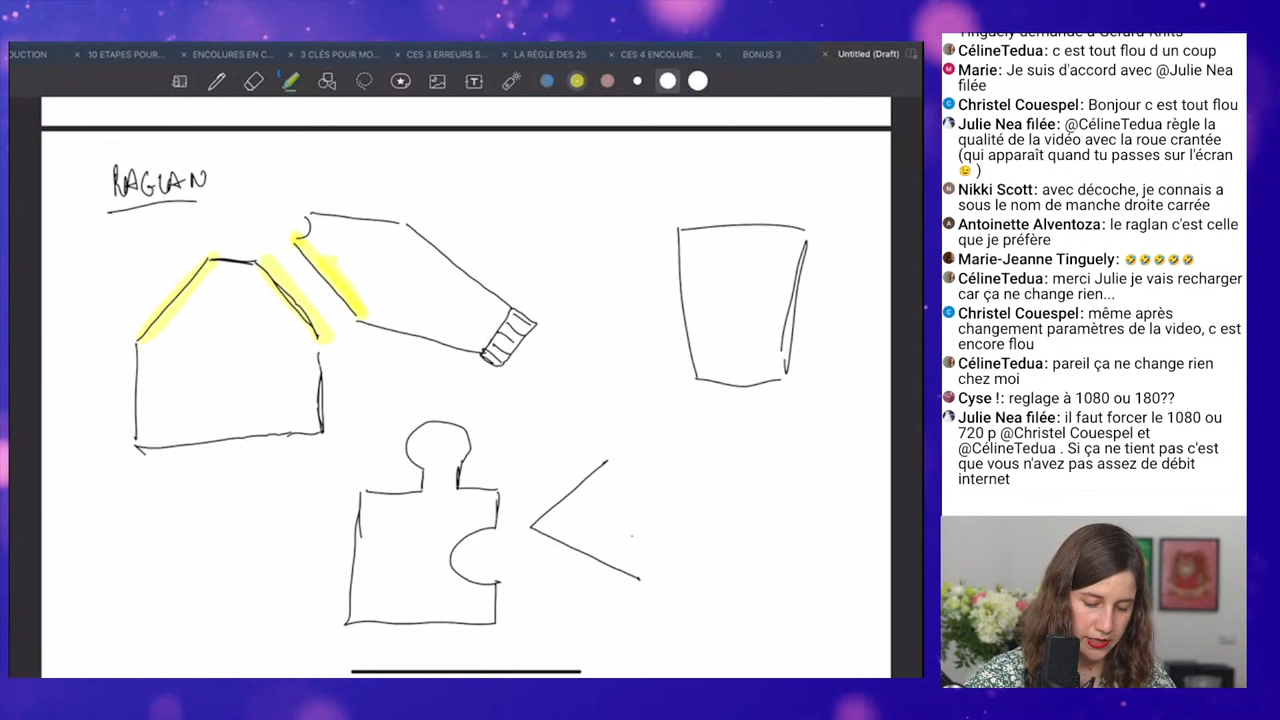 DUCTION
10 ETAPES POUR...
ENCOLURES EN C...
3 CLÉS POUR MO...
CES 3 ERREURS S...
LA RÈGLE DES 25
CES 4 ENCOLURE...
BONUS 3
Untitled (Draft)
RAGLAN
Tinguely demande à Gérard Knits
CélineTedua: c est tout flou d un coup
Marie: Je suis d'accord avec @Julie Nea
filée
Christel Couespel: Bonjour c est tout flou
Julie Nea filée: @CélineTedua règle la
qualité de la vidéo avec la roue crantée
(qui apparaît quand tu passes sur l'écran
😉 )
Nikki Scott: avec décoche, je connais a
sous le nom de manche droite carrée
Antoinette Alventoza: le raglan c'est celle
que je préfère
Marie-Jeanne Tinguely: 🤣🤣🤣🤣🤣
CélineTedua: merci Julie je vais recharger
car ça ne change rien...
Christel Couespel: même après
changement paramètres de la video, c est
encore flou
CélineTedua: pareil ça ne change rien
chez moi
Cyse !: reglage à 1080 ou 180??
Julie Nea filée: il faut forcer le 1080 ou
720 p @Christel Couespel et
@CélineTedua . Si ça ne tient pas c'est
que vous n'avez pas assez de débit
internet